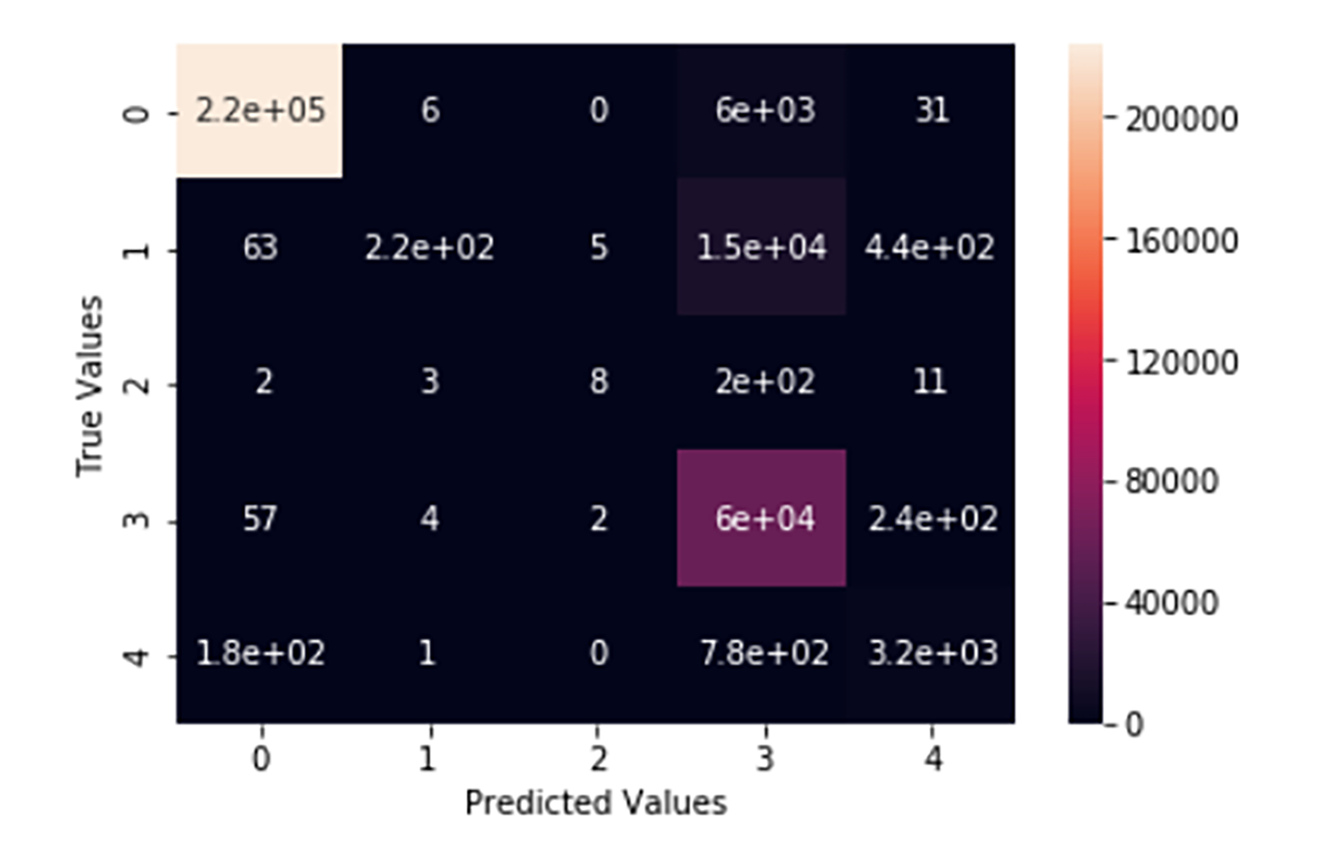 0 2.2e+05 6 0 6e+03 31
1 63 2.2e+02 5 1.5e+04 4.4e+02
2 2 3 8 2e+02 11
3 57 4 2 6e+04 2.4e+02
4 1.8e+02 1 0 7.8e+02 3.2e+03
0 1 2 3 4
True Values
Predicted Values
200000
160000
120000
80000
40000
0